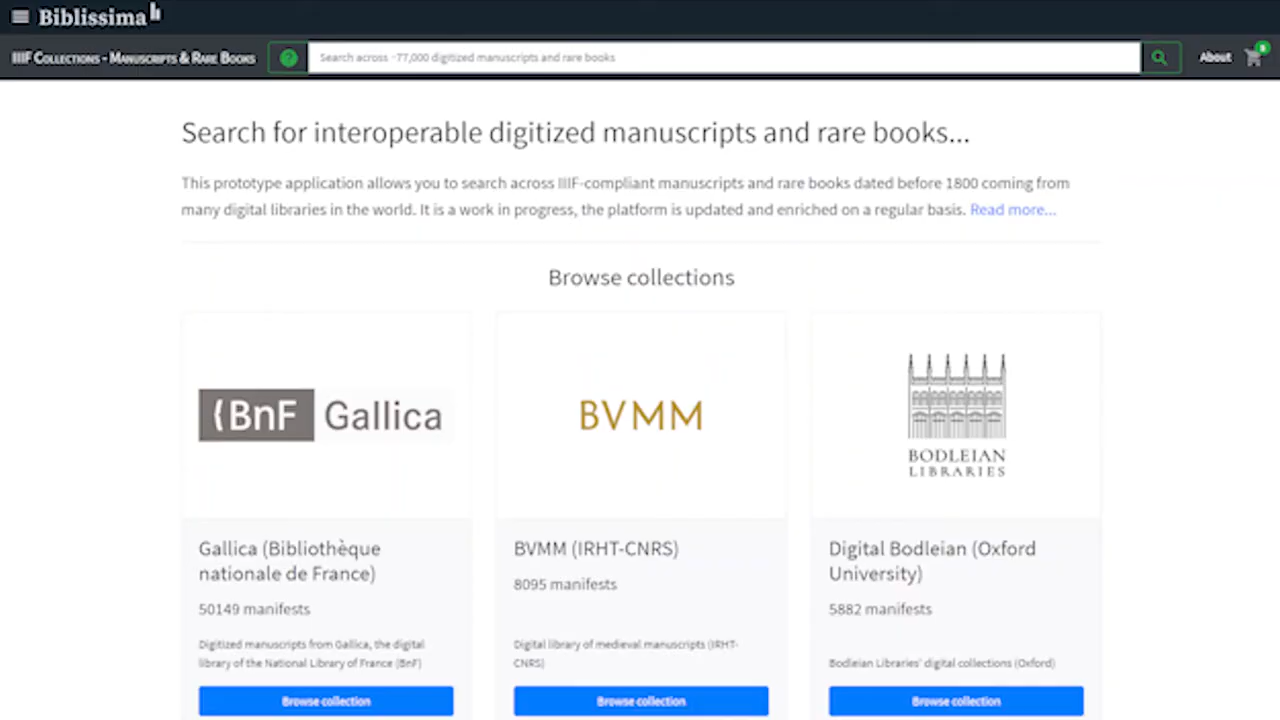 Biblissima
IIIF Collections - Manuscripts & Rare Books
?
Search across ~77,000 digitized manuscripts and rare books
About
Search for interoperable digitized manuscripts and rare books...
This prototype application allows you to search across IIIF-compliant manuscripts and rare books dated before 1800 coming from
many digital libraries in the world. It is a work in progress, the platform is updated and enriched on a regular basis. Read more...
Browse collections
BnF Gallica
BVMM
BODLEIAN
LIBRARIES
Gallica (Bibliothèque
nationale de France)
50149 manifests
Digitized manuscripts from Gallica, the digital
library of the National Library of France (BnF)
Browse collection
BVMM (IRHT-CNRS)
8095 manifests
Digital library of medieval manuscripts (IRHT-
CNRS)
Browse collection
Digital Bodleian (Oxford
University)
5882 manifests
Bodleian Libraries' digital collections (Oxford)
Browse collection